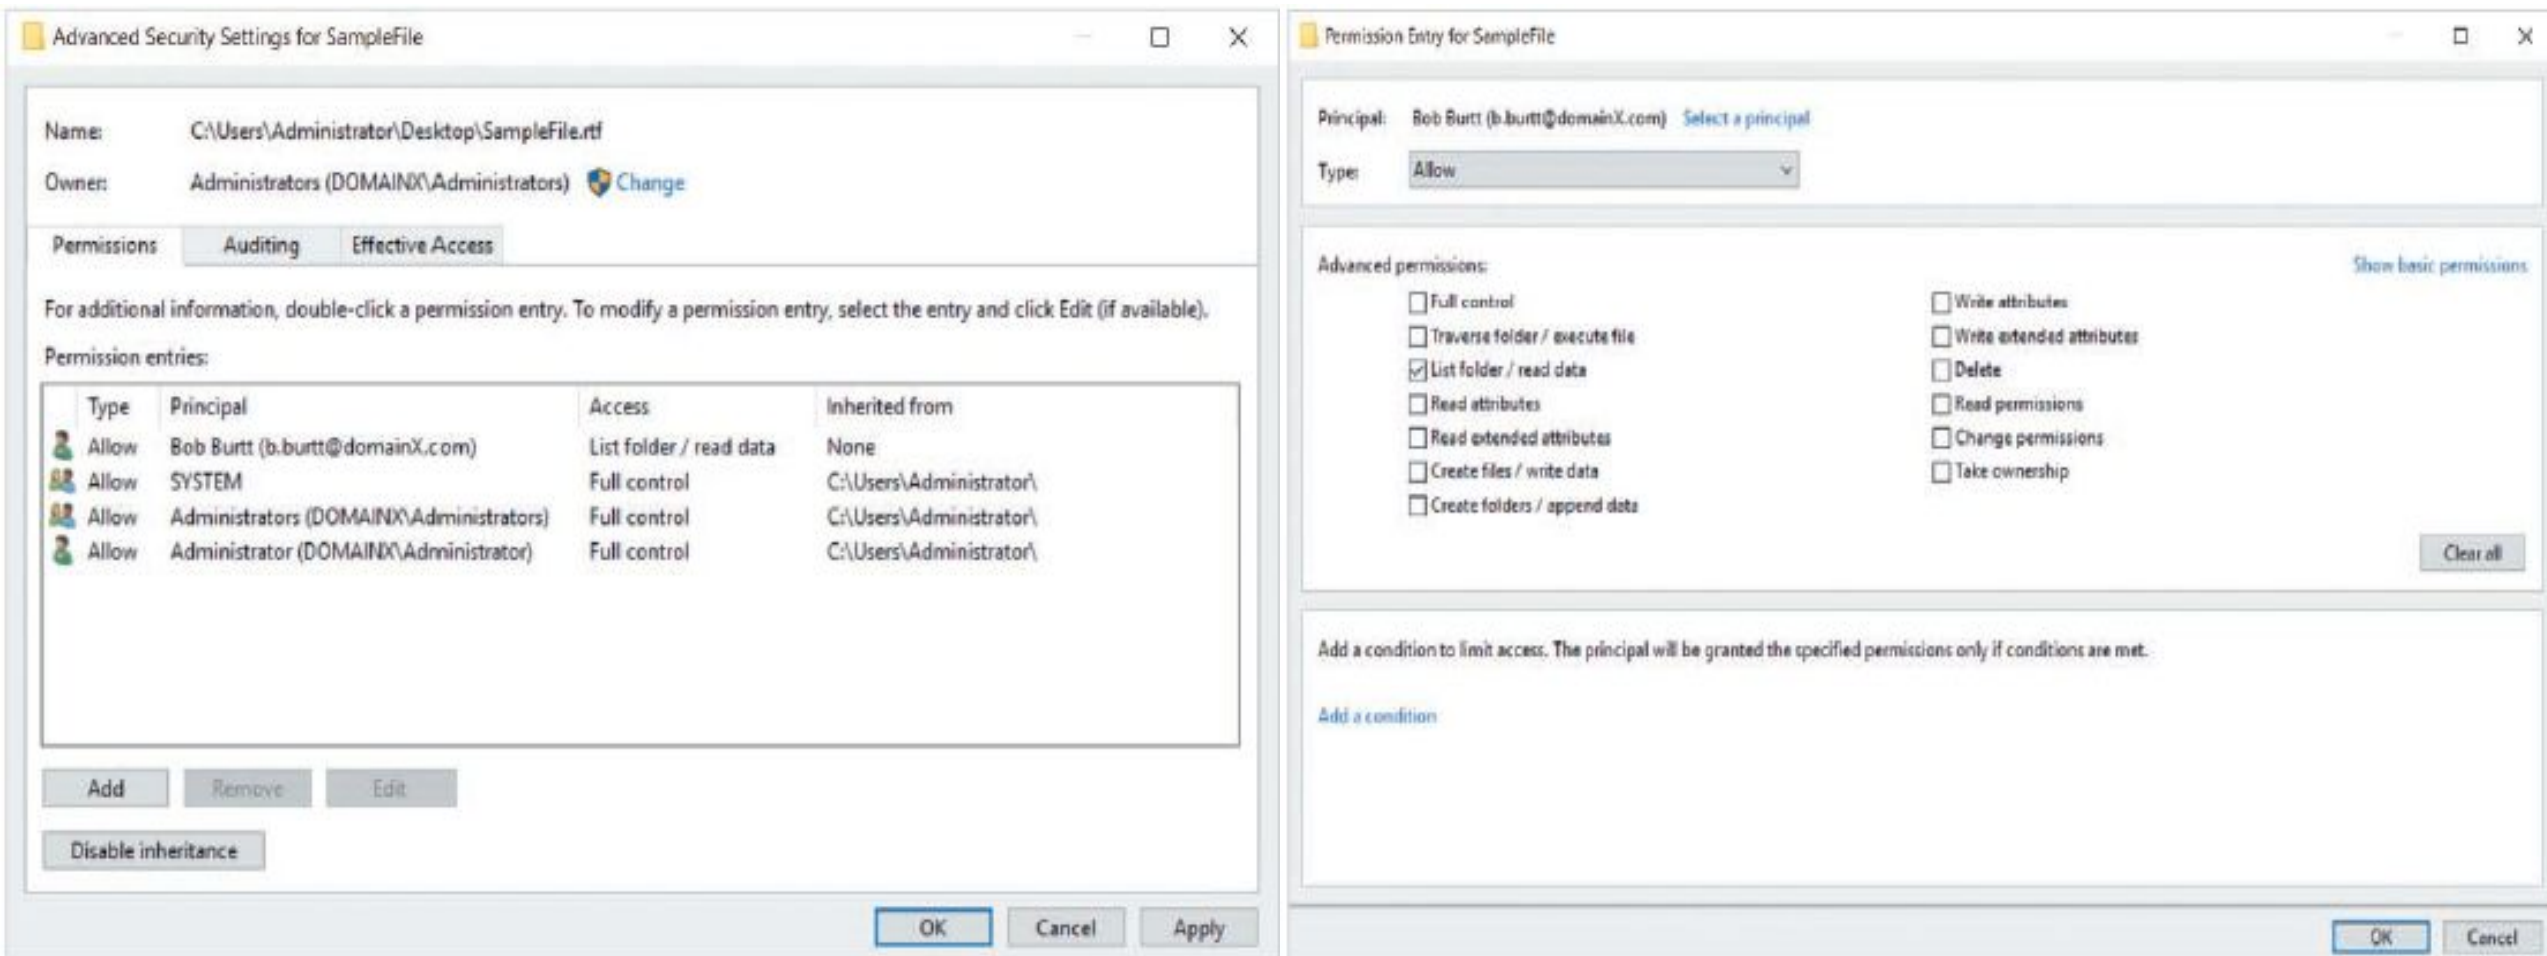 Advanced Security Settings for SampleFile
Name: C:\Users\Administrator\Desktop\SampleFile.rtf
Owner: Administrators (DOMAINX\Administrators) Change
Permissions Auditing Effective Access
For additional information, double-click a permission entry. To modify a permission entry, select the entry and click Edit (if available).
Permission entries:
Type Principal Access Inherited from
Allow Bob Burtt (b.burtt@domainX.com) List folder / read data None
Allow SYSTEM Full control C:\Users\Administrator\
Allow Administrators (DOMAINX\Administrators) Full control C:\Users\Administrator\
Allow Administrator (DOMAINX\Administrator) Full control C:\Users\Administrator\
Add Remove Edit
Disable inheritance
OK Cancel Apply
Permission Entry for SampleFile
Principal: Bob Burtt (b.burtt@domainX.com) Select a principal
Type: Allow
Advanced permissions: Show basic permissions
Full control Write attributes
Traverse folder / execute file Write extended attributes
List folder / read data Delete
Read attributes Read permissions
Read extended attributes Change permissions
Create files / write data Take ownership
Create folders / append data
Clear all
Add a condition to limit access. The principal will be granted the specified permissions only if conditions are met.
Add a condition
OK Cancel